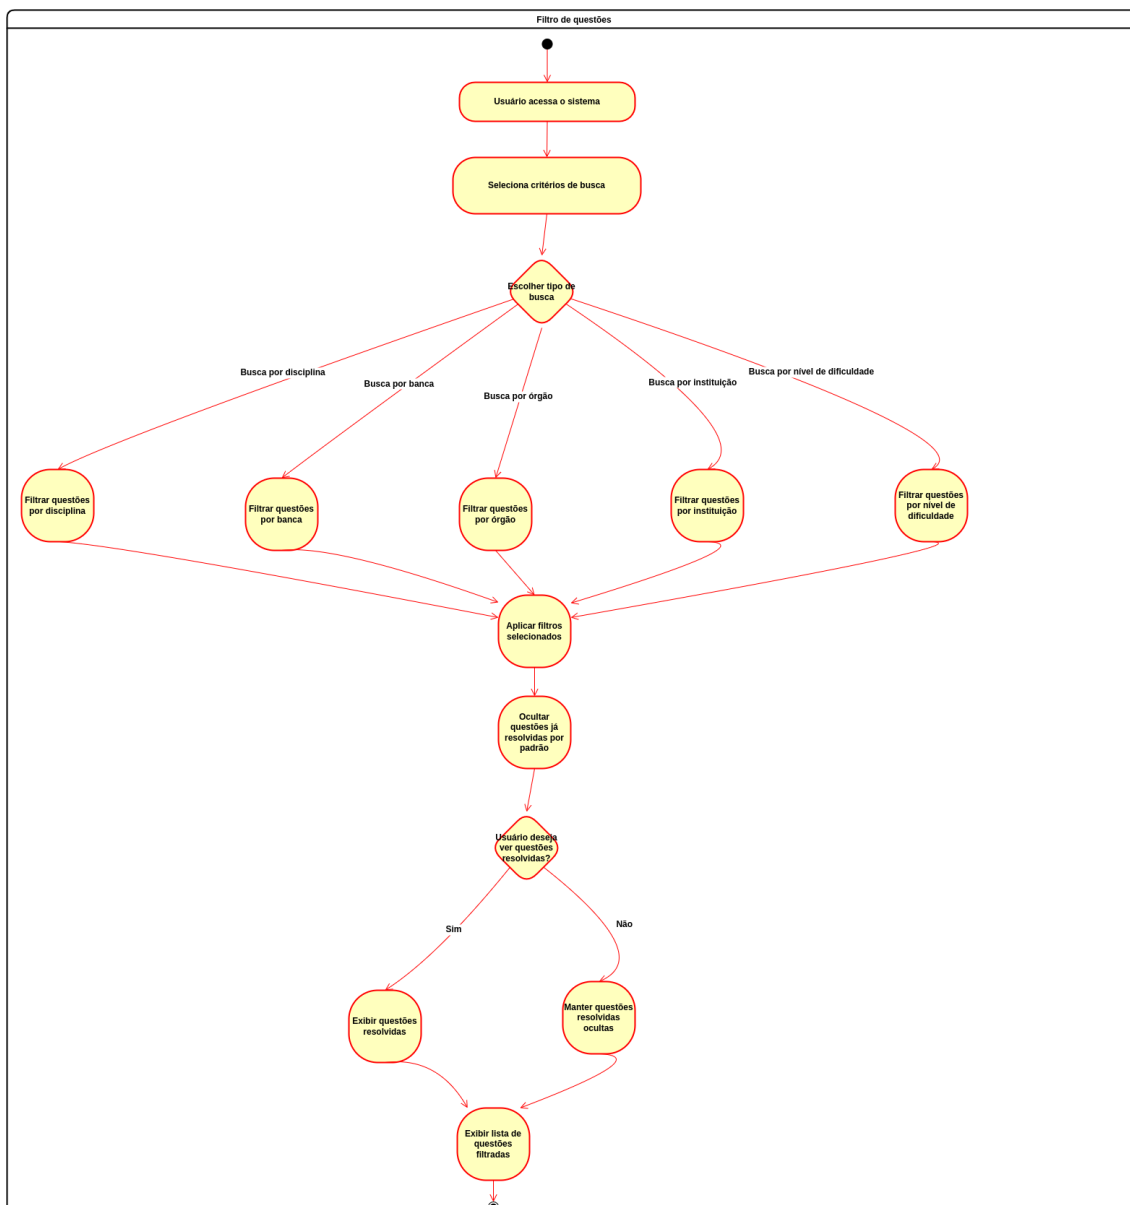 Filtro de questões
Usuário acessa o sistema
Seleciona critérios de busca
Escolher tipo de
busca
Busca por disciplina
Busca por banca
Busca por órgão
Busca por instituição
Busca por nível de dificuldade
Filtrar questões
por disciplina
Filtrar questões
por banca
Filtrar questões
por órgão
Filtrar questões
por instituição
Filtrar questões
por nível de
dificuldade
Aplicar filtros
selecionados
Ocultar
questões já
resolvidas por
padrão
Usuário deseja
ver questões
resolvidas?
Sim
Não
Exibir questões
resolvidas
Manter questões
resolvidas
ocultas
Exibir lista de
questões
filtradas